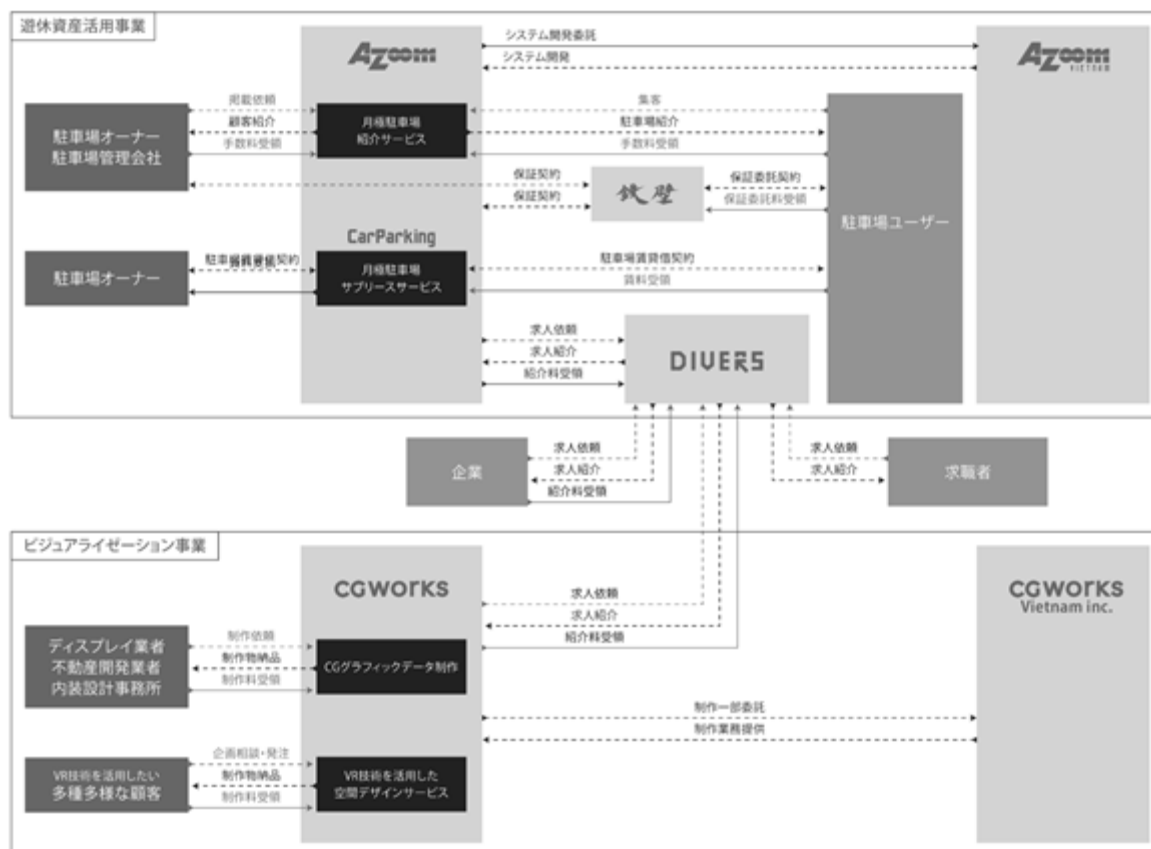 遊休資産活用事業
Azoom
システム開発委託
システム開発
Azoom
VIETNAM
駐車場オーナー
駐車場管理会社
掲載依頼
顧客紹介
手数料受領
月極駐車場
紹介サービス
集客
駐車場紹介
手数料受領
保証契約
保証契約
鉄壁
保証委託契約
保証委託料受領
駐車場ユーザー
CarParking
駐車場オーナー
駐車場賃貸借契約
月極駐車場
サブリースサービス
駐車場賃貸借契約
賃料受領
求人依頼
求人紹介
紹介料受領
DIVERS
企業
求人依頼
求人紹介
紹介料受領
求人依頼
求人紹介
求職者
ビジュアライゼーション事業
CGWORKS
求人依頼
求人紹介
紹介料受領
CGWORKS
Vietnam inc.
ディスプレイ業者
不動産開発業者
内装設計事務所
制作依頼
制作物納品
制作料受領
CGグラフィックデータ制作
制作一部委託
制作業務提供
VR技術を活用したい
多種多様な顧客
企画相談・発注
制作物納品
制作料受領
VR技術を活用した
空間デザインサービス